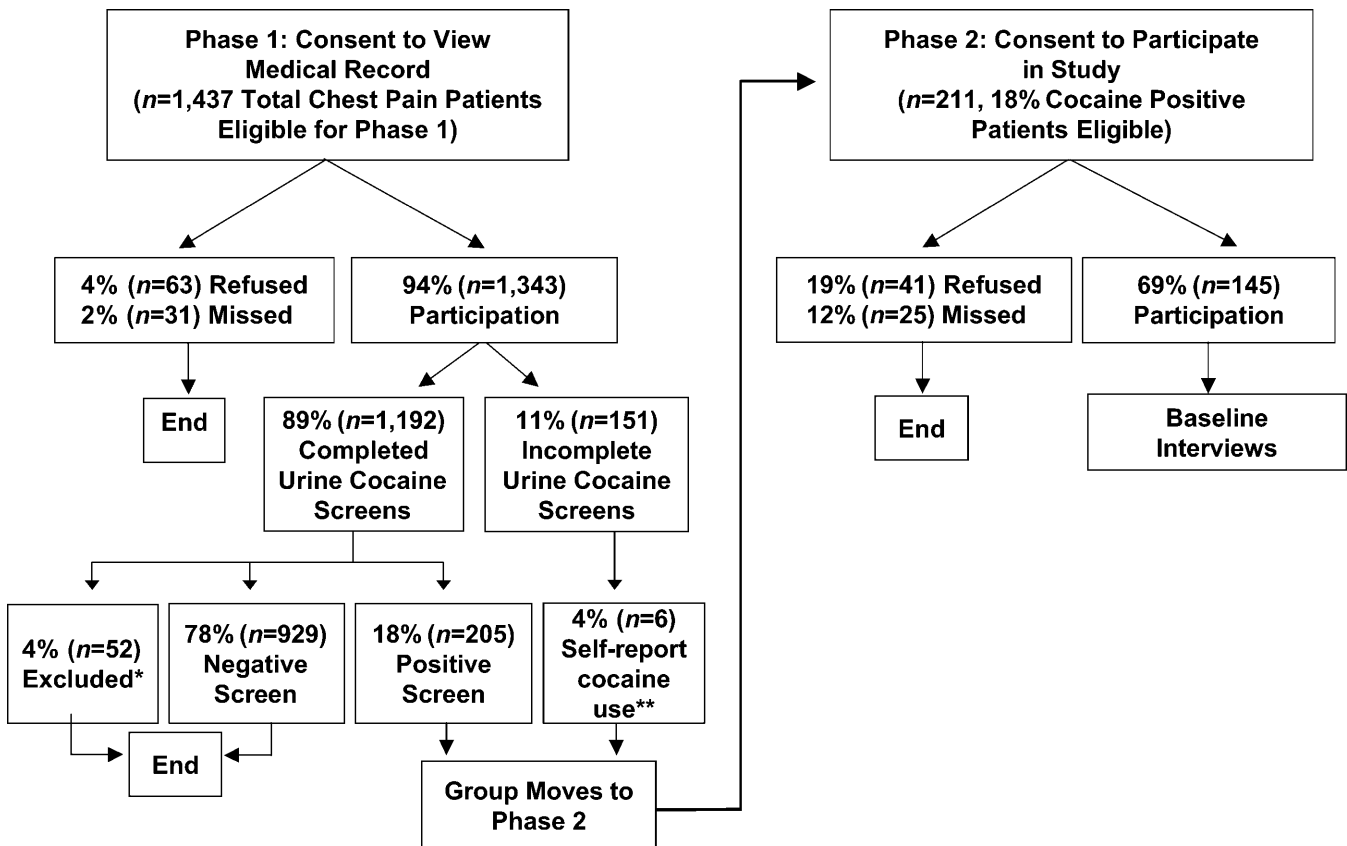 Phase 1: Consent to View
Medical Record
(n=1,437 Total Chest Pain Patients
Eligible for Phase 1)
4% (n=63) Refused
2% (n=31) Missed
94% (n=1,343)
Participation
End
89% (n=1,192)
Completed
Urine Cocaine
Screens
11% (n=151)
Incomplete
Urine Cocaine
Screens
4% (n=52)
Excluded*
78% (n=929)
Negative
Screen
18% (n=205)
Positive
Screen
4% (n=6)
Self-report
cocaine
use**
End
Group Moves to
Phase 2
Phase 2: Consent to Participate
in Study
(n=211, 18% Cocaine Positive
Patients Eligible)
19% (n=41) Refused
12% (n=25) Missed
69% (n=145)
Participation
End
Baseline
Interviews